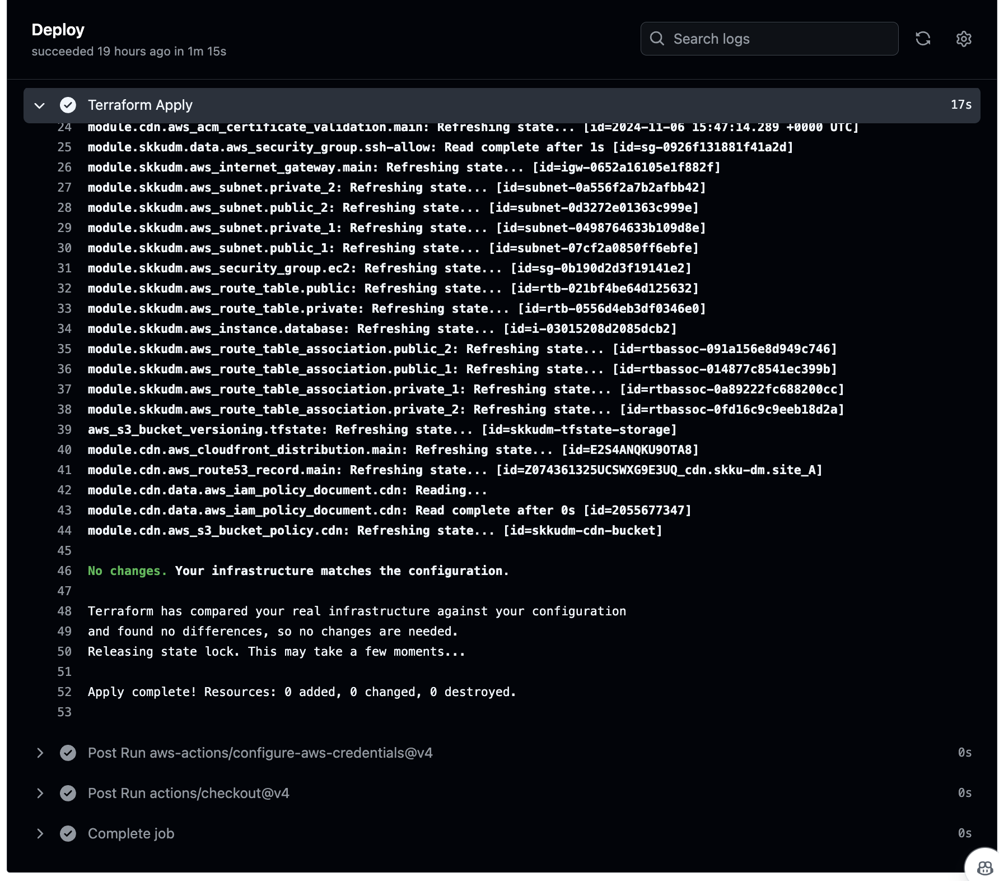 Deploy
succeeded 19 hours ago in 1m 15s
Search logs
Terraform Apply 17s
24 module.cdn.aws_acm_certificate_validation.main: Refreshing state... [id=2024-11-06 15:47:14.289 +0000 UTC]
25 module.skkudm.data.aws_security_group.ssh-allow: Read complete after 1s [id=sg-0926f131881f41a2d]
26 module.skkudm.aws_internet_gateway.main: Refreshing state... [id=igw-0652a16105e1f882f]
27 module.skkudm.aws_subnet.private_2: Refreshing state... [id=subnet-0a556f2a7b2afbb42]
28 module.skkudm.aws_subnet.public_2: Refreshing state... [id=subnet-0d3272e01363c999e]
29 module.skkudm.aws_subnet.private_1: Refreshing state... [id=subnet-0498764633b109d8e]
30 module.skkudm.aws_subnet.public_1: Refreshing state... [id=subnet-07cf2a0850ff6ebfe]
31 module.skkudm.aws_security_group.ec2: Refreshing state... [id=sg-0b190d2d3f19141e2]
32 module.skkudm.aws_route_table.public: Refreshing state... [id=rtb-021bf4be64d125632]
33 module.skkudm.aws_route_table.private: Refreshing state... [id=rtb-0556d4eb3df0346e0]
34 module.skkudm.aws_instance.database: Refreshing state... [id=i-03015208d2085dcb2]
35 module.skkudm.aws_route_table_association.public_2: Refreshing state... [id=rtbassoc-091a156e8d949c746]
36 module.skkudm.aws_route_table_association.public_1: Refreshing state... [id=rtbassoc-014877c8541ec399b]
37 module.skkudm.aws_route_table_association.private_1: Refreshing state... [id=rtbassoc-0a89222fc688200cc]
38 module.skkudm.aws_route_table_association.private_2: Refreshing state... [id=rtbassoc-0fd16c9c9eeb18d2a]
39 aws_s3_bucket_versioning.tfstate: Refreshing state... [id=skkudm-tfstate-storage]
40 module.cdn.aws_cloudfront_distribution.main: Refreshing state... [id=E2S4ANQKU9OTA8]
41 module.cdn.aws_route53_record.main: Refreshing state... [id=Z074361325UCSWXG9E3UQ_cdn.skku-dm.site_A]
42 module.cdn.data.aws_iam_policy_document.cdn: Reading...
43 module.cdn.data.aws_iam_policy_document.cdn: Read complete after 0s [id=2055677347]
44 module.cdn.aws_s3_bucket_policy.cdn: Refreshing state... [id=skkudm-cdn-bucket]
45
46 No changes. Your infrastructure matches the configuration.
47
48 Terraform has compared your real infrastructure against your configuration
49 and found no differences, so no changes are needed.
50 Releasing state lock. This may take a few moments...
51
52 Apply complete! Resources: 0 added, 0 changed, 0 destroyed.
53
Post Run aws-actions/configure-aws-credentials@v4 0s
Post Run actions/checkout@v4 0s
Complete job 0s